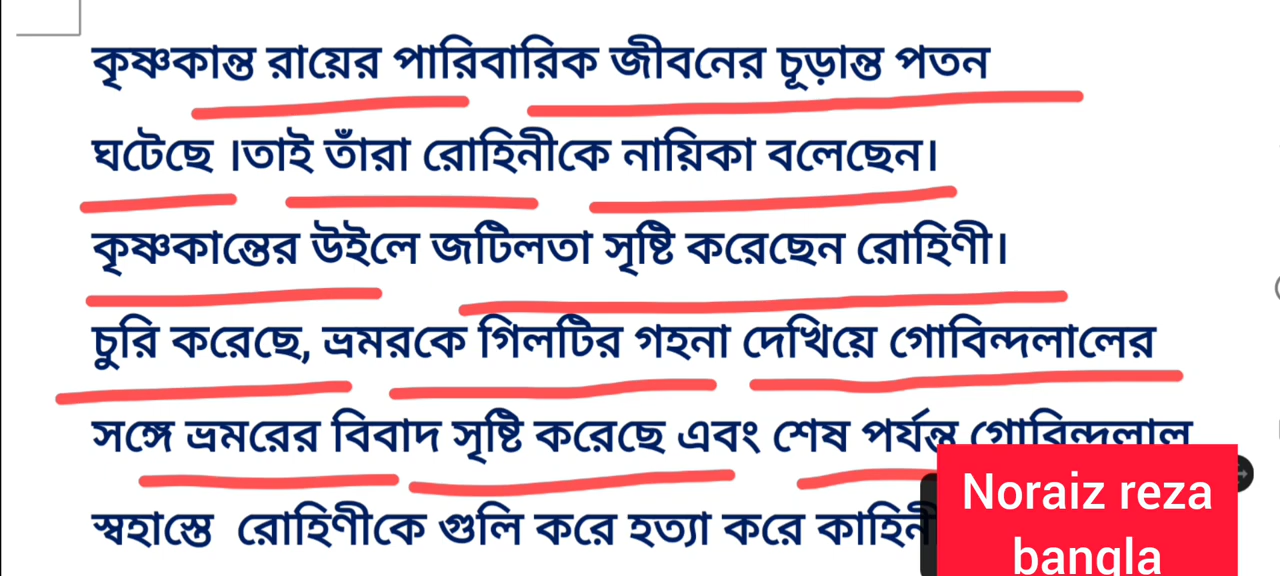 কৃষ্ণকান্ত রায়ের পারিবারিক জীবনের চূড়ান্ত পতন
ঘটেছে ।তাই তাঁরা রোহিনীকে নায়িকা বলেছেন।
কৃষ্ণকান্তের উইলে জটিলতা সৃষ্টি করেছেন রোহিণী।
চুরি করেছে, ভ্রমরকে গিলটির গহনা দেখিয়ে গোবিন্দলালের
সঙ্গে ভ্রমরের বিবাদ সৃষ্টি করেছে এবং শেষ পর্যন্ত গোবিন্দলাল
স্বহাস্তে রোহিণীকে গুলি করে হত্যা করে
Noraiz reza
bangla